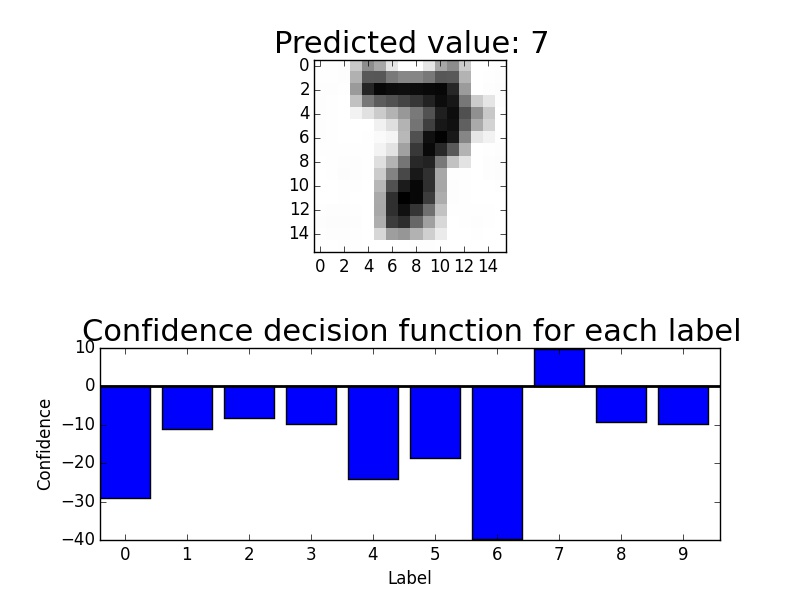 Predicted value: 7
0
2
4
6
8
10
12
14
0 2 4 6 8 10 12 14
Confidence decision function for each label
10
0
−10
−20
−30
−40
Confidence
0 1 2 3 4 5 6 7 8 9
Label